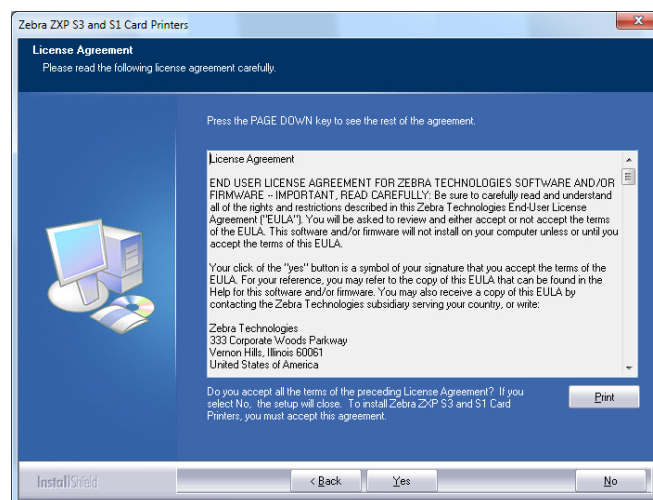 Zebra ZXP S3 and S1 Card Printers
License Agreement
Please read the following license agreement carefully.
Press the PAGE DOWN key to see the rest of the agreement.
License Agreement
END USER LICENSE AGREEMENT FOR ZEBRA TECHNOLOGIES SOFTWARE AND/OR
FIRMWARE -- IMPORTANT, READ CAREFULLY: Be sure to carefully read and understand
all of the rights and restrictions described in this Zebra Technologies End-User License
Agreement ("EULA"). You will be asked to review and either accept or not accept the terms
of the EULA. This software and/or firmware will not install on your computer unless or until you
accept the terms of this EULA.
Your click of the "yes" button is a symbol of your signature that you accept the terms of the
EULA. For your reference, you may refer to the copy of this EULA that can be found in the
Help for this software and/or firmware. You may also receive a copy of this EULA by
contacting the Zebra Technologies subsidiary serving your country, or write:
Zebra Technologies
333 Corporate Woods Parkway
Vernon Hills, Illinois 60061
United States of America
Do you accept all the terms of the preceding License Agreement? If you
select No, the setup will close. To install Zebra ZXP S3 and S1 Card
Printers, you must accept this agreement.
Print
InstallShield
< Back
Yes
No